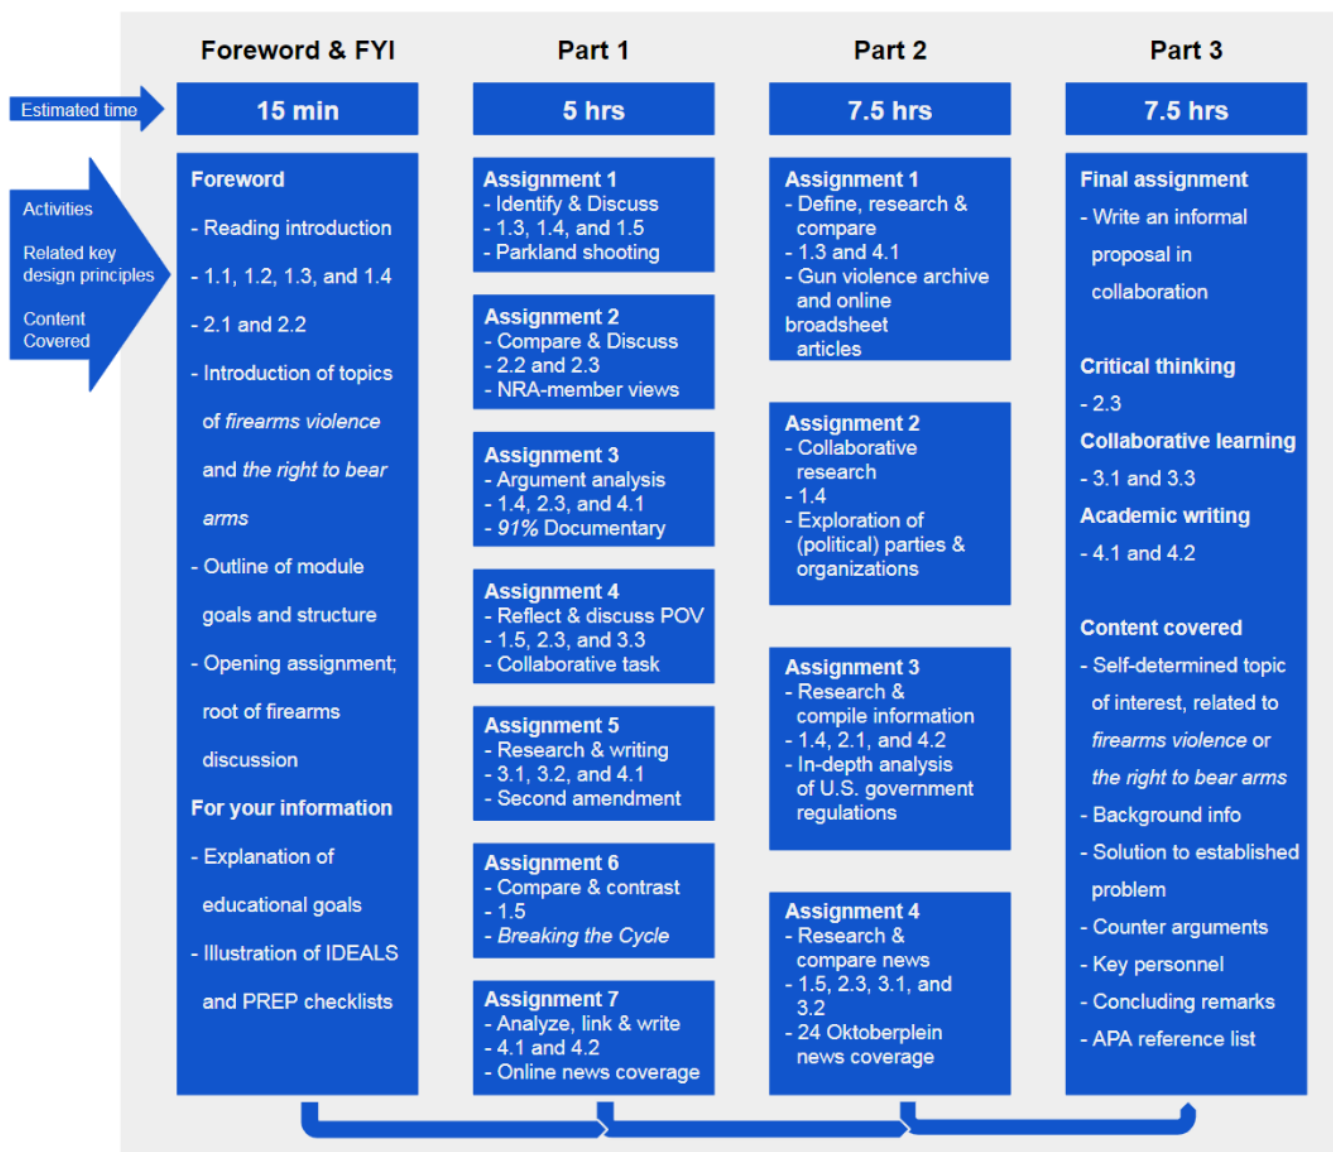 Foreword & FYI
Part 1
Part 2
Part 3
Estimated time
15 min
5 hrs
7.5 hrs
7.5 hrs
Activities
Related key
design principles
Content
Covered
Foreword
- Reading introduction
- 1.1, 1.2, 1.3, and 1.4
- 2.1 and 2.2
- Introduction of topics
of firearms violence
and the right to bear
arms
- Outline of module
goals and structure
- Opening assignment;
root of firearms
discussion
For your information
- Explanation of
educational goals
- Illustration of IDEALS
and PREP checklists
Assignment 1
- Identify & Discuss
- 1.3, 1.4, and 1.5
- Parkland shooting
Assignment 2
- Compare & Discuss
- 2.2 and 2.3
- NRA-member views
Assignment 3
- Argument analysis
- 1.4, 2.3, and 4.1
- 91% Documentary
Assignment 4
- Reflect & discuss POV
- 1.5, 2.3, and 3.3
- Collaborative task
Assignment 5
- Research & writing
- 3.1, 3.2, and 4.1
- Second amendment
Assignment 6
- Compare & contrast
- 1.5
- Breaking the Cycle
Assignment 7
- Analyze, link & write
- 4.1 and 4.2
- Online news coverage
Assignment 1
- Define, research &
compare
- 1.3 and 4.1
- Gun violence archive
and online
broadsheet
articles
Assignment 2
- Collaborative
research
- 1.4
- Exploration of
(political) parties &
organizations
Assignment 3
- Research &
compile information
- 1.4, 2.1, and 4.2
- In-depth analysis
of U.S. government
regulations
Assignment 4
- Research &
compare news
- 1.5, 2.3, 3.1, and
3.2
- 24 Oktoberplein
news coverage
Final assignment
- Write an informal
proposal in
collaboration
Critical thinking
- 2.3
Collaborative learning
- 3.1 and 3.3
Academic writing
- 4.1 and 4.2
Content covered
- Self-determined topic
of interest, related to
firearms violence or
the right to bear arms
- Background info
- Solution to established
problem
- Counter arguments
- Key personnel
- Concluding remarks
- APA reference list